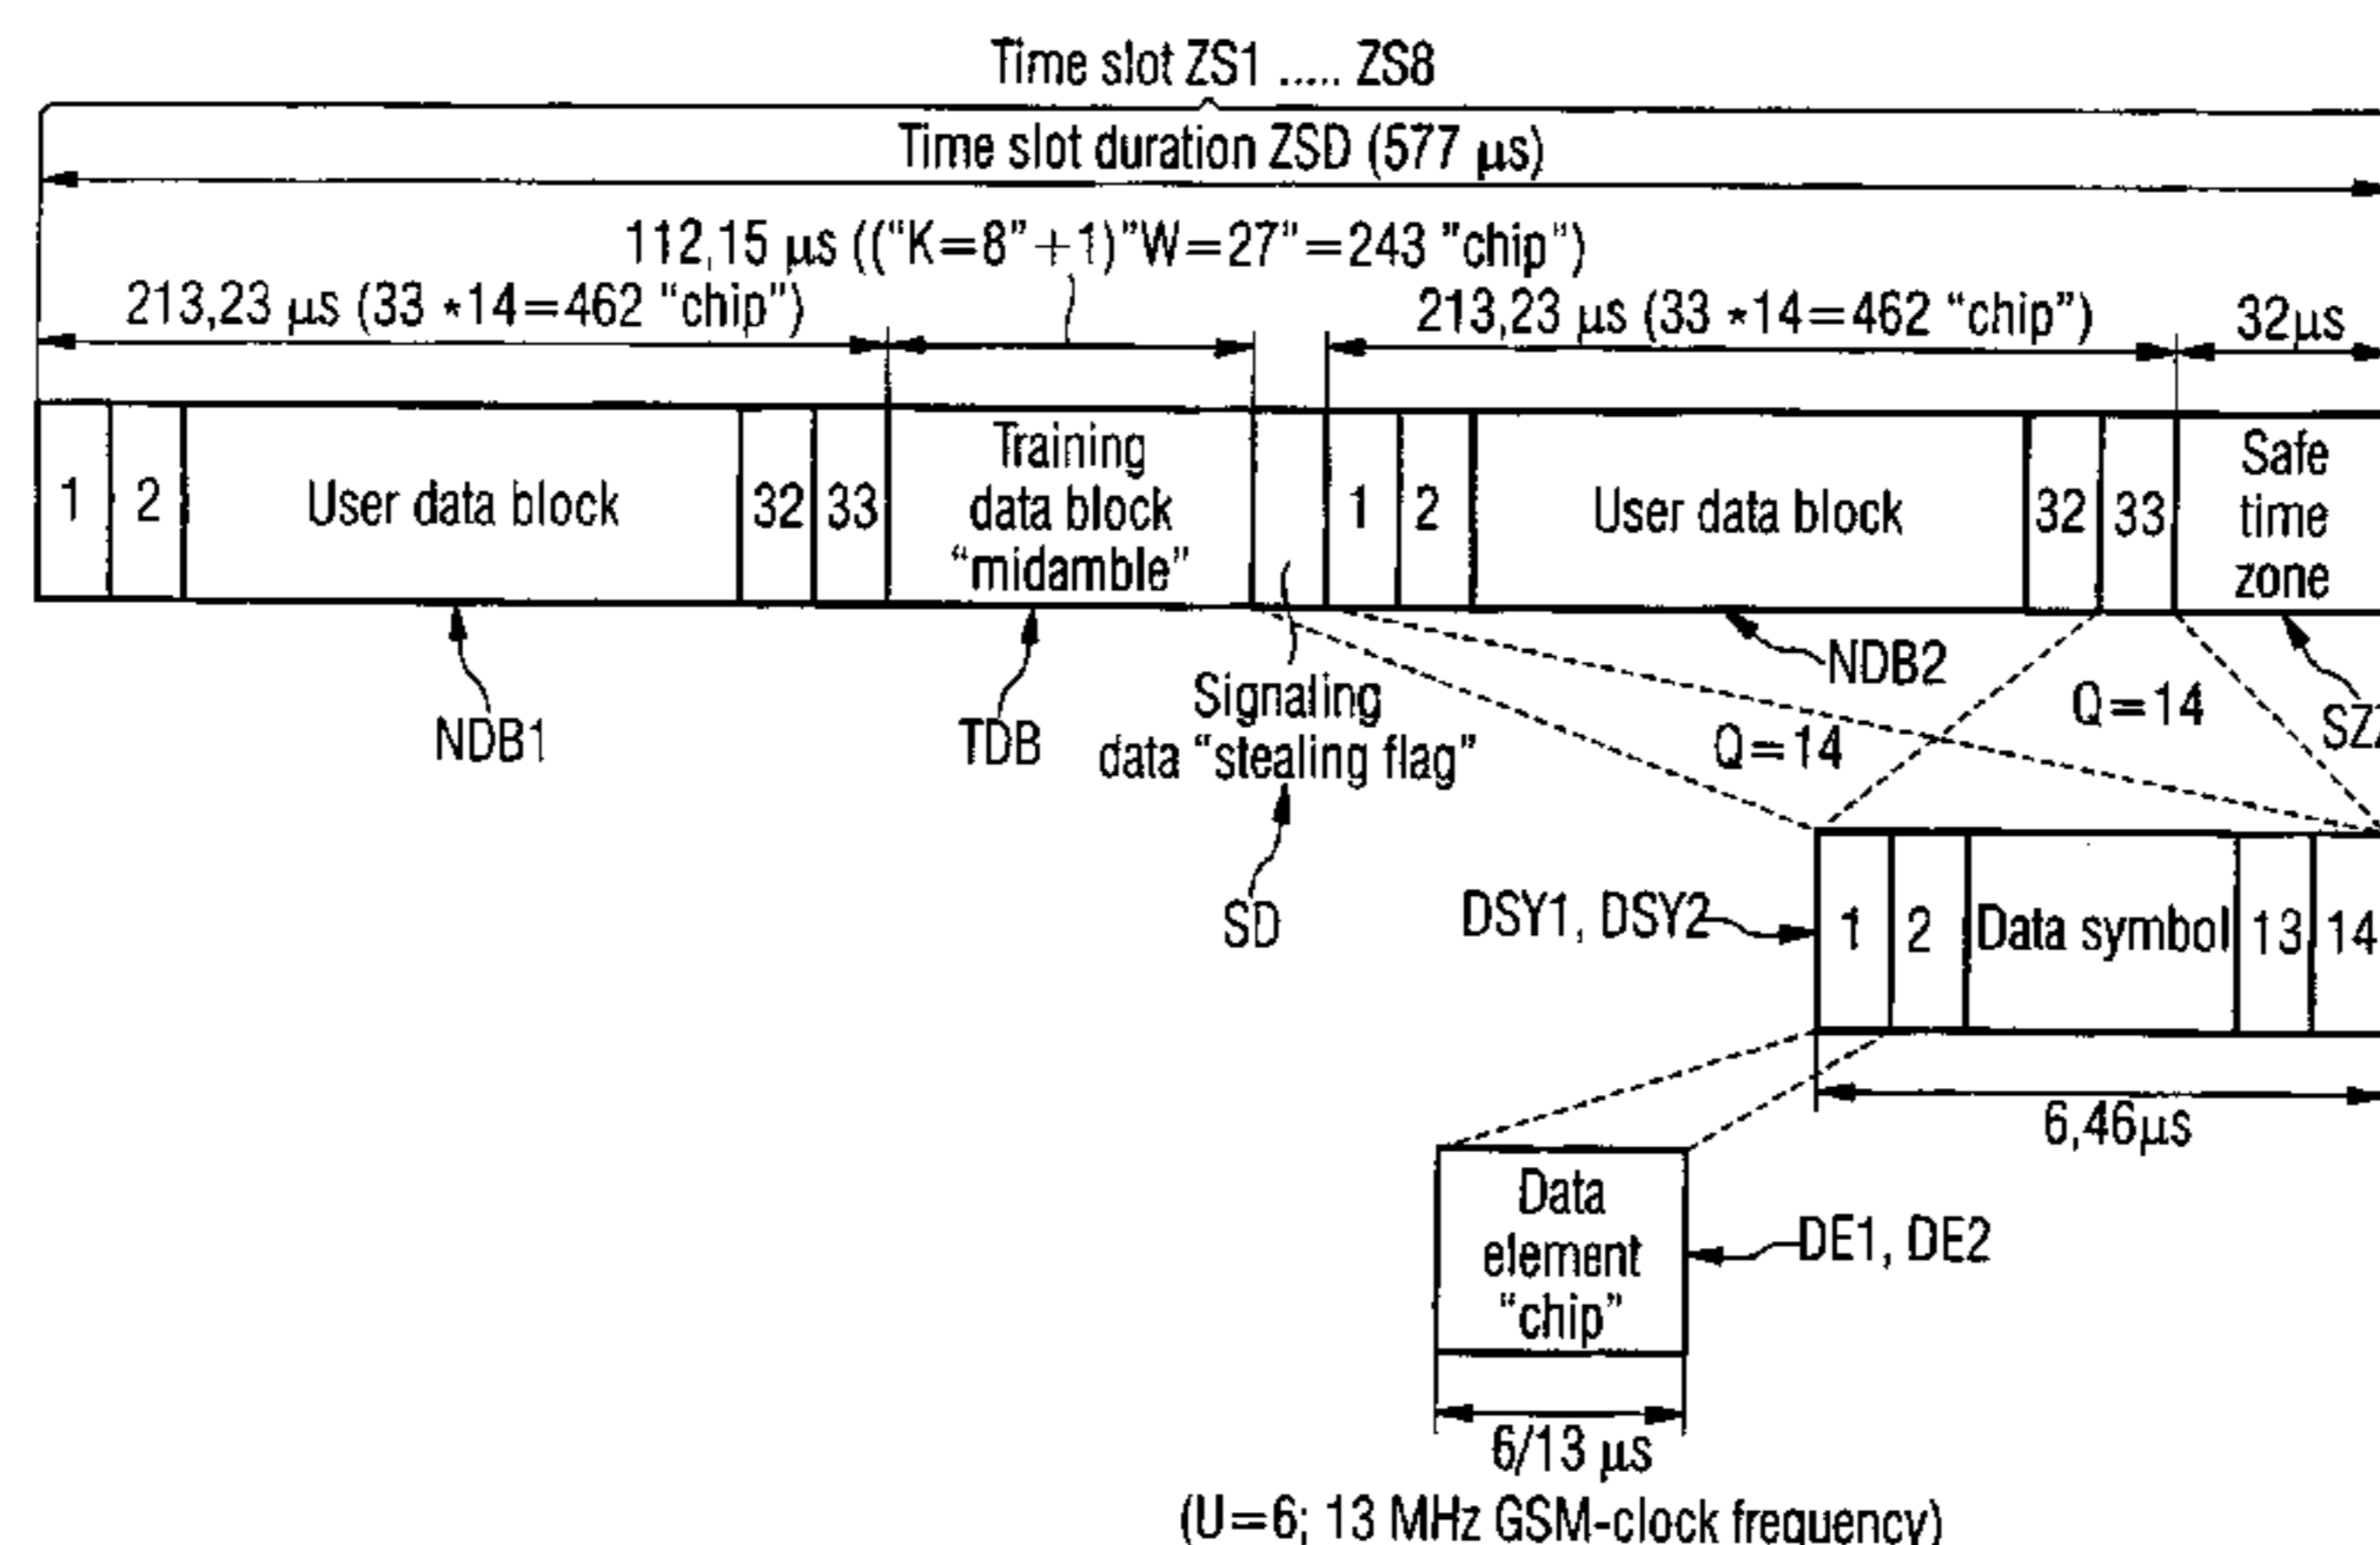 Time slot ZS1 ..... ZS8
Time slot duration ZSD (577 μs)
112,15 μs (("K=8"+1)"W=27"=243 "chip")
213,23 μs (33 *14=462 "chip")
213,23 μs (33 *14=462 "chip")
32μs
1
2
User data block
32
33
Training
data block
"midamble"
1
2
User data block
32
33
Safe
time
zone
NDB1
TDB
Signaling
data "stealing flag"
SD
NDB2
Q=14
Q=14
DSY1, DSY2
1
2
Data symbol
13
14
6,46μs
Data
element
"chip"
DE1, DE2
6/13 μs
(U=6; 13 MHz GSM-clock frequency)